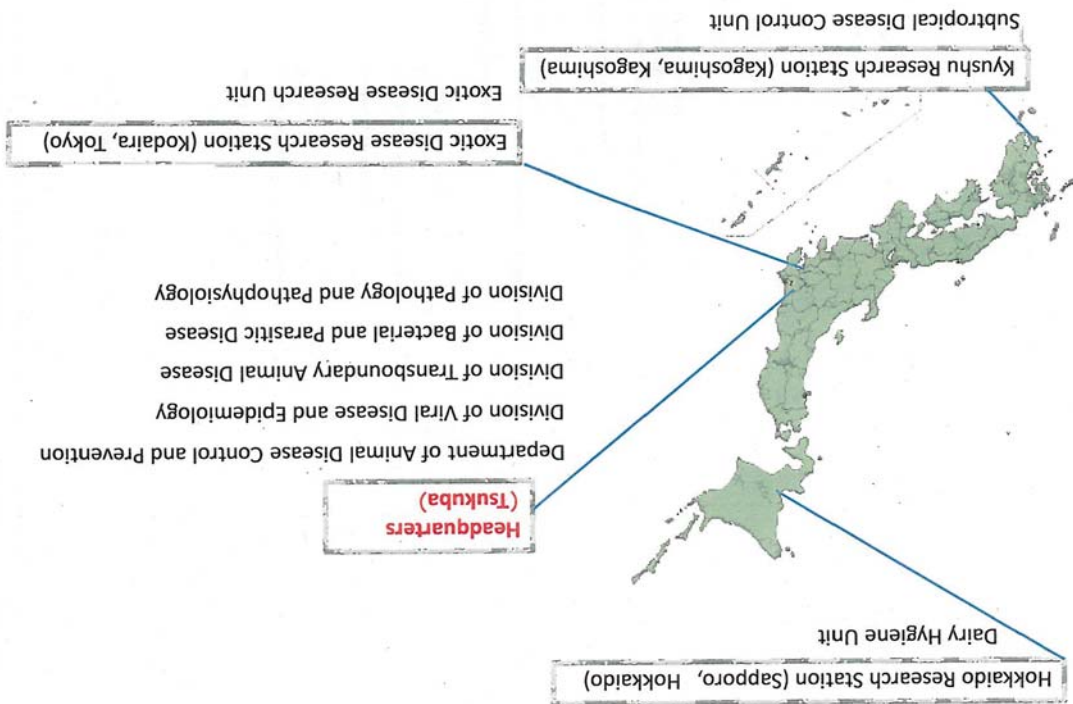 Hokkaido Research Station (Sapporo, Hokkaido)
Dairy Hygiene Unit
Headquarters
(Tsukuba)
Department of Animal Disease Control and Prevention
Division of Viral Disease and Epidemiology
Division of Transboundary Animal Disease
Division of Bacterial and Parasitic Disease
Division of Pathology and Pathophysiology
Exotic Disease Research Station (Kodaira, Tokyo)
Exotic Disease Research Unit
Kyushu Research Station (Kagoshima, Kagoshima)
Subtropical Disease Control Unit